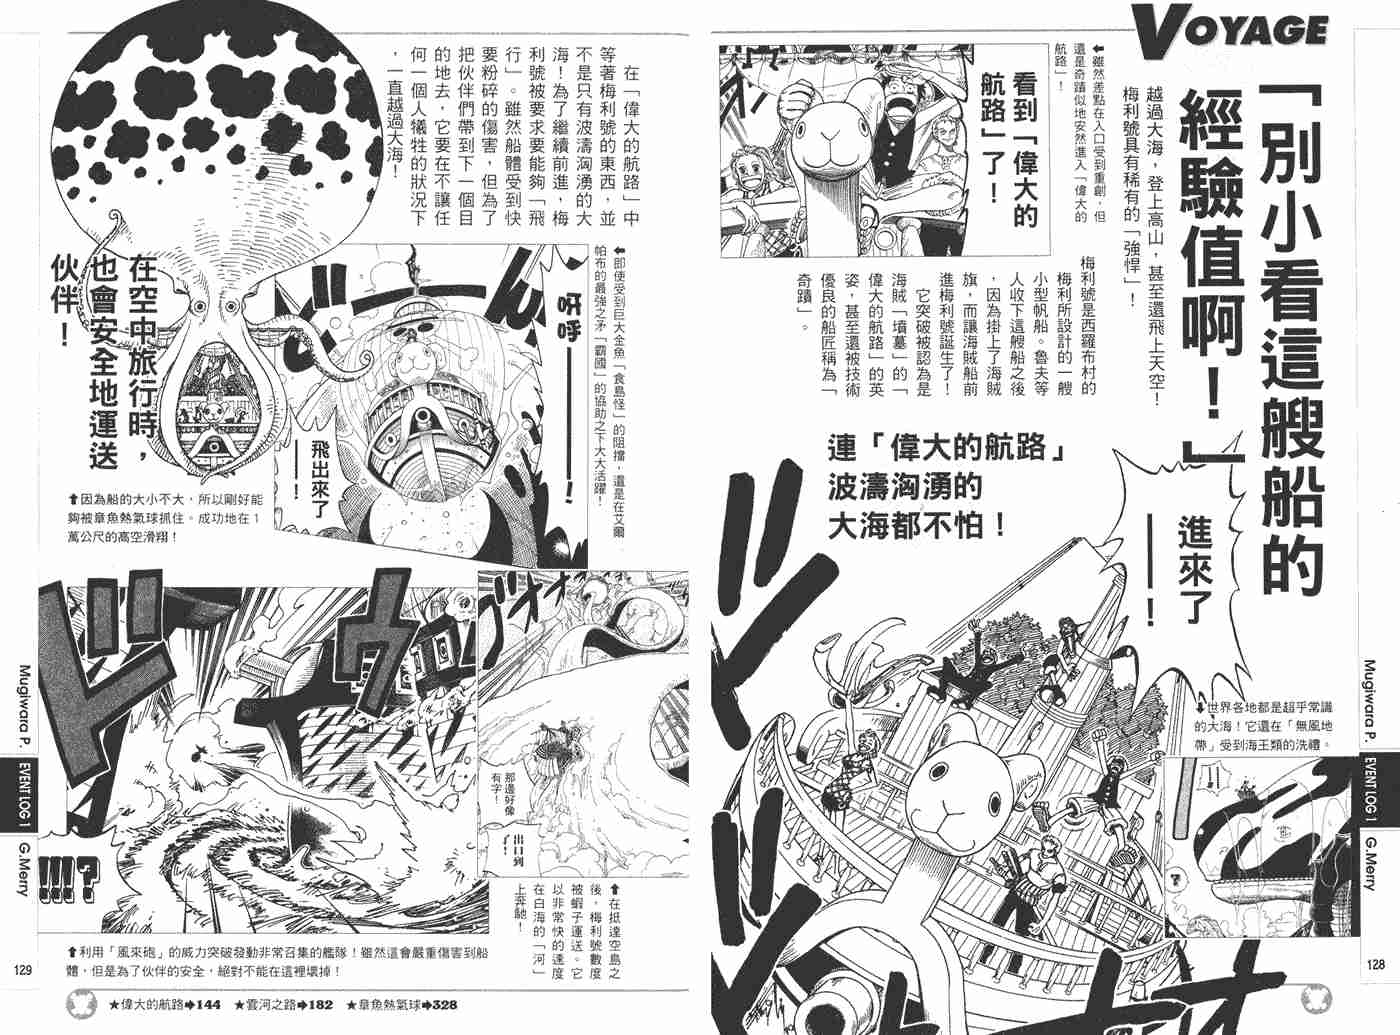 VOYAGE
「別小看這艘船的
經驗值啊！」
越過大海，登上高山，甚至還飛上天空！
梅利號具有稀有的「強悍」！
⬆雖然差點在入口受到重創，但
還是奇蹟似地安然進入「偉大的
航路」！
看到「偉大的
航路」了！
梅利號是西羅布村的
梅利所設計的一艘
小型帆船。魯夫等
人收下這艘船之後
，因為掛上了海賊
旗，而讓海賊船前
進梅利號誕生了！
它突破被認為是
海賊「墳墓」的「
偉大的航路」的英
姿，甚至還被技術
優良的船匠稱為「
奇蹟」。
連「偉大的航路」
波濤洶湧的
大海都不怕！
進來了
——！
⬇世界各地都是超乎常識
的大海！它還在「無風地
帶」受到海王類的洗禮。
Mugiwara P.
EVENT LOG 1
G.Merry
128
在「偉大的航路」中
等著梅利號的東西，並
不是只有波濤洶湧的大
海！為了繼續前進，梅
利號被要求要能夠「飛
行」。雖然船體受到快
要粉碎的傷害，但是為了
把伙伴們帶到下一個目
的地去，它要在不讓任
何一個人犧牲的狀況下
，一直越過大海！
⬆即使受到巨大金魚「食島怪」的阻擋，還是在艾爾
帕布的最強之矛「霸國」的協助之下大大活躍！
呀呼——
——！
飛出來了
——！
在空中旅行時，
也會安全地運送
伙伴！
⬆因為船的大小不大，所以剛好能
夠被章魚熱氣球抓住。成功地在1
萬公尺的高空滑翔！
ドドド
!!!?
ゴゴゴ
那邊好像
有字！
出口到
了！
⬆在抵達空島之
後，梅利號數度
被蝦子運送。它
以非常快的速度
在白海的「河」
上奔馳！
⬆利用「風來砲」的威力突破發動非常召集的艦隊！雖然這會嚴重傷害到船
體，但是為了伙伴的安全，絕對不能在這裡壞掉！
★偉大的航路➡144 ★雲河之路➡182 ★章魚熱氣球➡328
Mugiwara P.
EVENT LOG 1
G.Merry
129